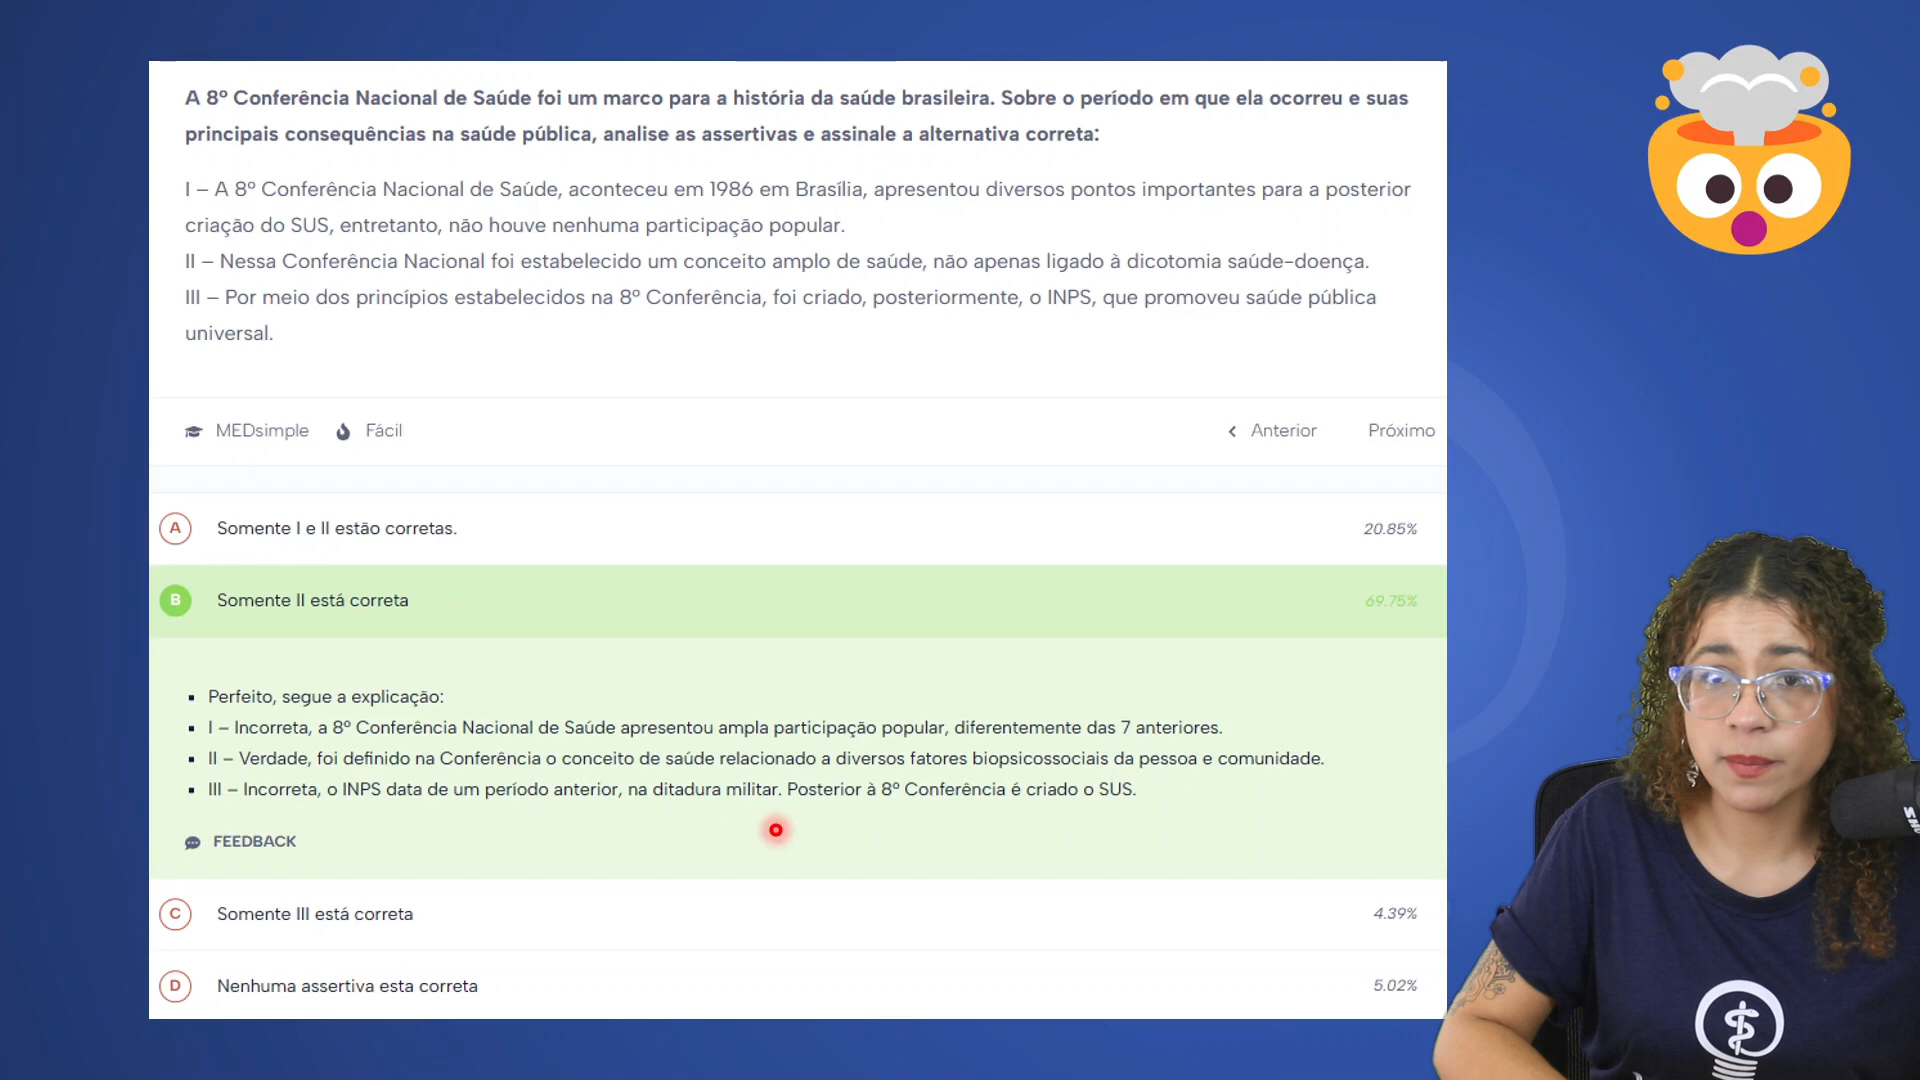 A 8º Conferência Nacional de Saúde foi um marco para a história da saúde brasileira. Sobre o período em que ela ocorreu e suas
principais consequências na saúde pública, analise as assertivas e assinale a alternativa correta:
I – A 8º Conferência Nacional de Saúde, aconteceu em 1986 em Brasília, apresentou diversos pontos importantes para a posterior
criação do SUS, entretanto, não houve nenhuma participação popular.
II – Nessa Conferência Nacional foi estabelecido um conceito amplo de saúde, não apenas ligado à dicotomia saúde-doença.
III – Por meio dos princípios estabelecidos na 8º Conferência, foi criado, posteriormente, o INPS, que promoveu saúde pública
universal.
MEDsimple Fácil Anterior Próximo
A Somente I e II estão corretas. 20.85%
B Somente II está correta 69.75%
Perfeito, segue a explicação:
I – Incorreta, a 8º Conferência Nacional de Saúde apresentou ampla participação popular, diferentemente das 7 anteriores.
II – Verdade, foi definido na Conferência o conceito de saúde relacionado a diversos fatores biopsicossociais da pessoa e comunidade.
III – Incorreta, o INPS data de um período anterior, na ditadura militar. Posterior à 8º Conferência é criado o SUS.
FEEDBACK
C Somente III está correta 4.39%
D Nenhuma assertiva esta correta 5.02%